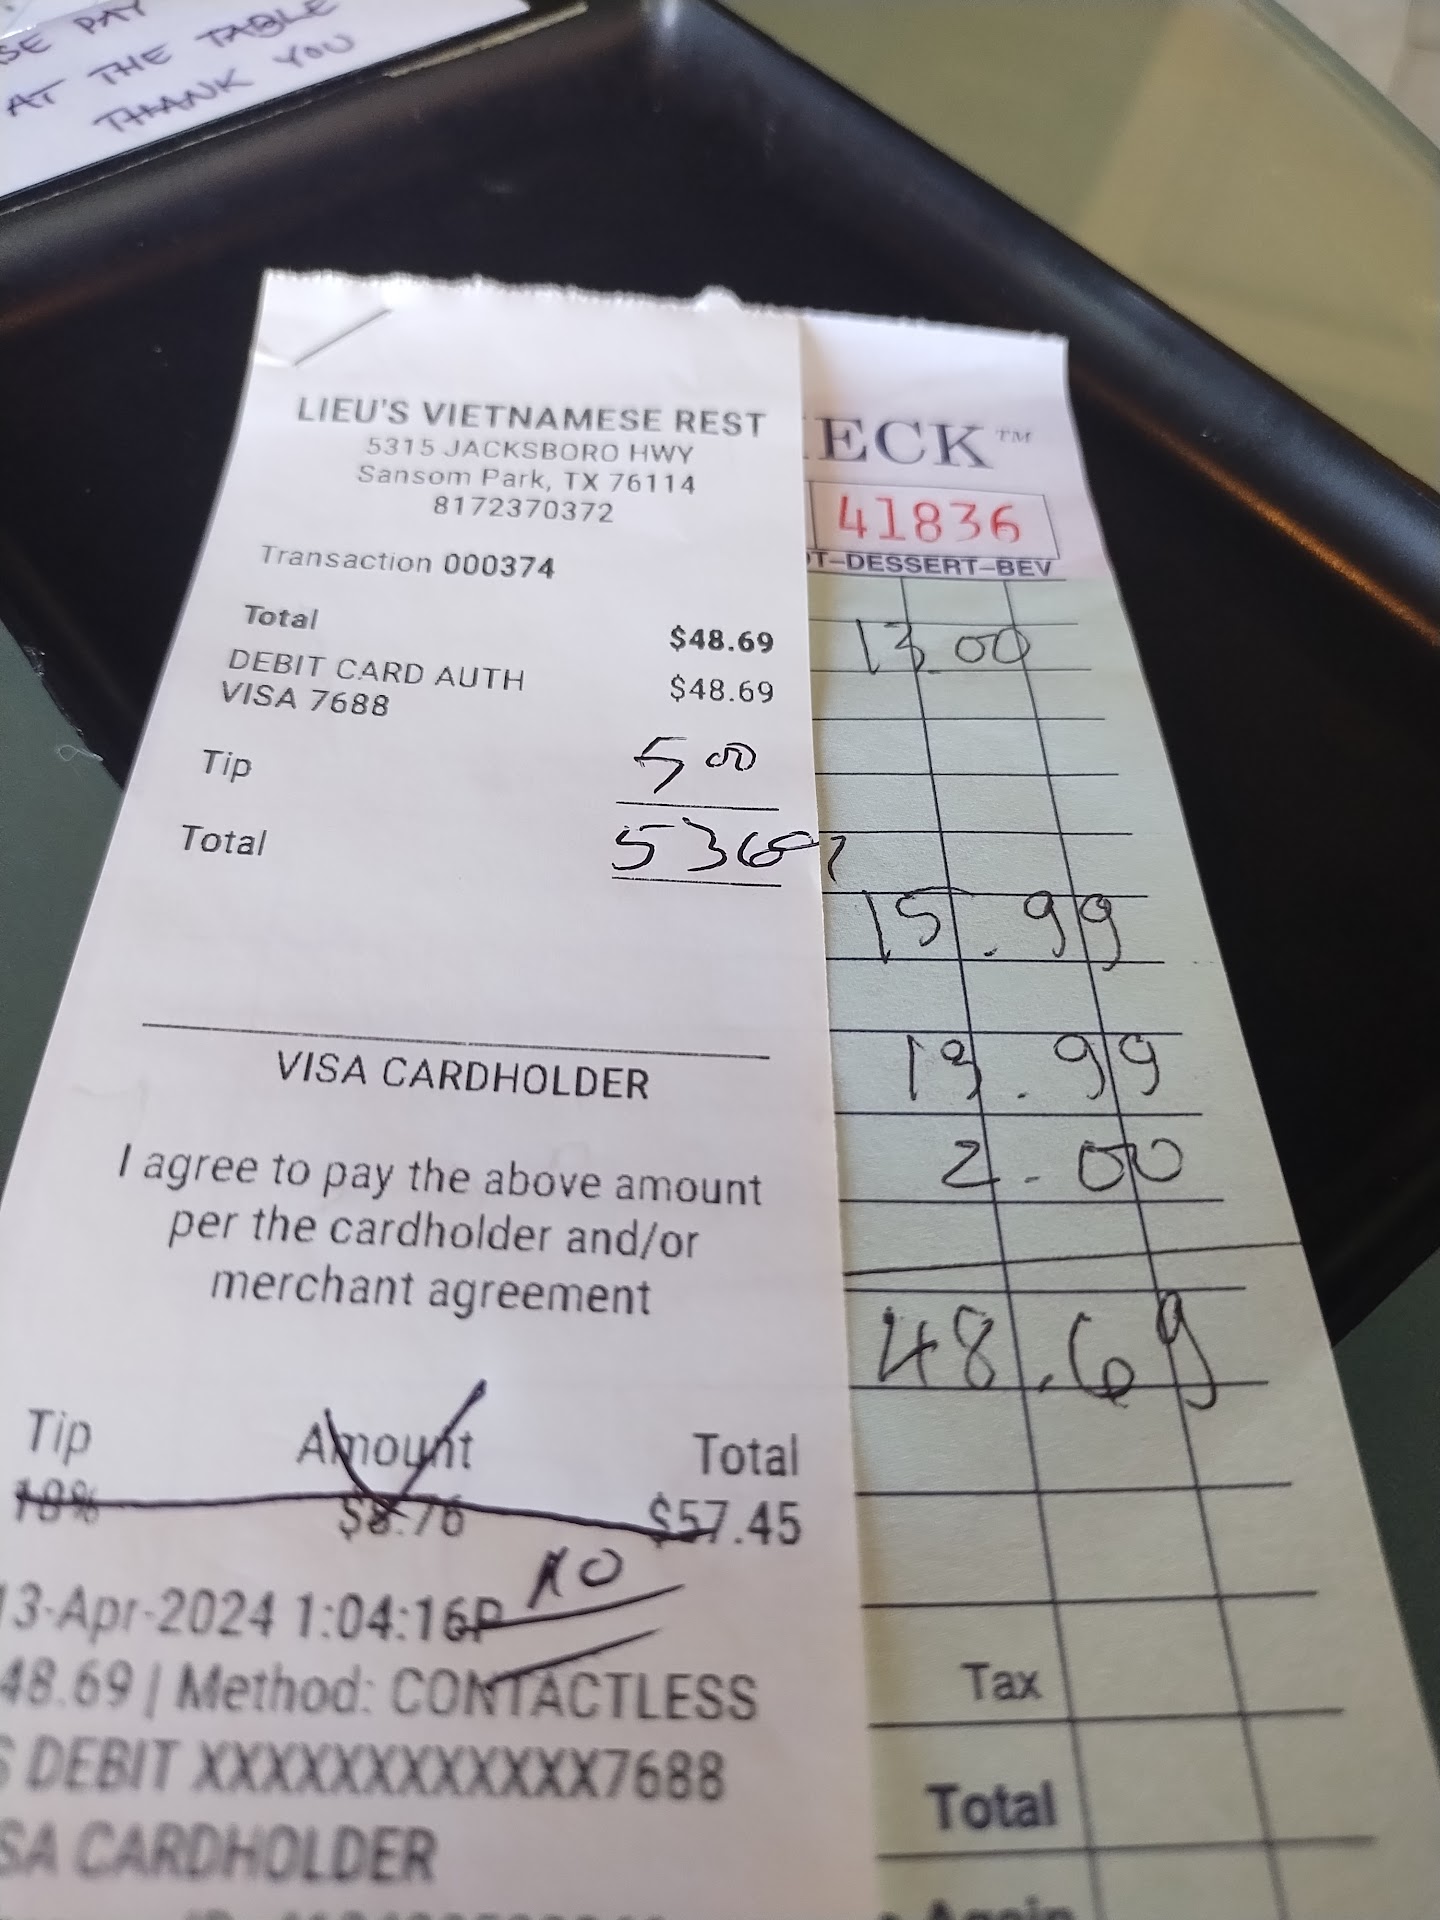 SE PAY
AT THE TABLE
THANK YOU
LIEU'S VIETNAMESE REST
5315 JACKSBORO HWY
Sansom Park, TX 76114
8172370372
Transaction 000374
Total $48.69
DEBIT CARD AUTH $48.69
VISA 7688
Tip 5 00
Total 53 69
VISA CARDHOLDER
I agree to pay the above amount
per the cardholder and/or
merchant agreement
Tip Amount Total
18% $8.76 $57.45
NO
13-Apr-2024 1:04:16P
48.69 | Method: CONTACTLESS
S DEBIT XXXXXXXXXXXX7688
SA CARDHOLDER
ECK™
41836
T-DESSERT-BEV
13.00
15.99
13.99
2.00
48.69
Tax
Total
Again